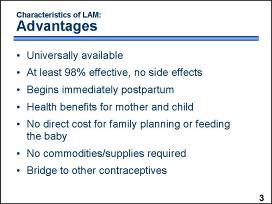 Characteristics of LAM:
Advantages
• Universally available
• At least 98% effective, no side effects
• Begins immediately postpartum
• Health benefits for mother and child
• No direct cost for family planning or feeding
the baby
• No commodities/supplies required
• Bridge to other contraceptives
3